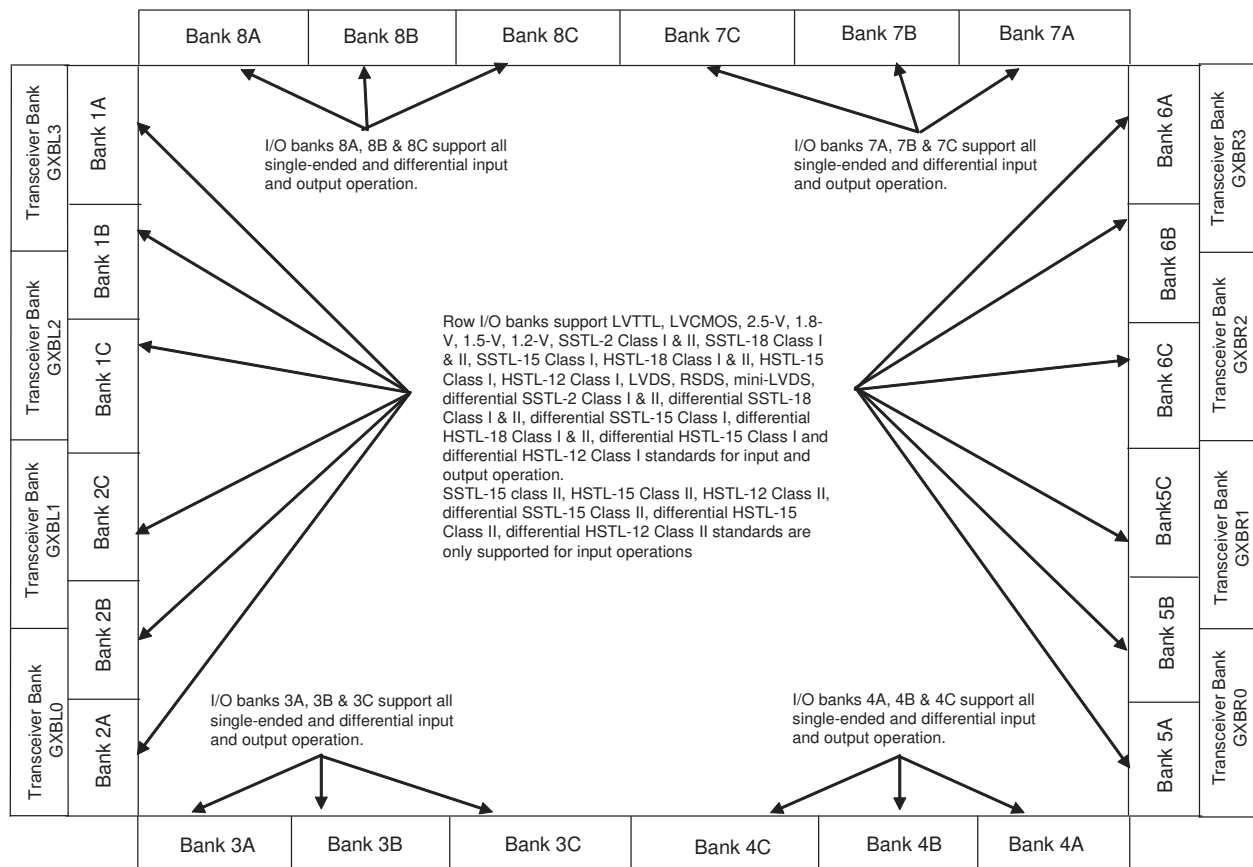 Bank 8A
Bank 8B
Bank 8C
Bank 7C
Bank 7B
Bank 7A
Transceiver Bank
GXBL3
Transceiver Bank
GXBL2
Transceiver Bank
GXBL1
Transceiver Bank
GXBL0
Bank 1A
Bank 1B
Bank 1C
Bank 2C
Bank 2B
Bank 2A
I/O banks 8A, 8B & 8C support all
single-ended and differential input
and output operation.
I/O banks 7A, 7B & 7C support all
single-ended and differential input
and output operation.
Row I/O banks support LVTTL, LVCMOS, 2.5-V, 1.8-
V, 1.5-V, 1.2-V, SSTL-2 Class I & II, SSTL-18 Class I
& II, SSTL-15 Class I, HSTL-18 Class I & II, HSTL-15
Class I, HSTL-12 Class I, LVDS, RSDS, mini-LVDS,
differential SSTL-2 Class I & II, differential SSTL-18
Class I & II, differential SSTL-15 Class I, differential
HSTL-18 Class I & II, differential HSTL-15 Class I and
differential HSTL-12 Class I standards for input and
output operation.
SSTL-15 class II, HSTL-15 Class II, HSTL-12 Class II,
differential SSTL-15 Class II, differential HSTL-15
Class II, differential HSTL-12 Class II standards are
only supported for input operations
I/O banks 3A, 3B & 3C support all
single-ended and differential input
and output operation.
I/O banks 4A, 4B & 4C support all
single-ended and differential input
and output operation.
Bank 6A
Bank 6B
Bank 6C
Bank5C
Bank 5B
Bank 5A
Transceiver Bank
GXBR3
Transceiver Bank
GXBR2
Transceiver Bank
GXBR1
Transceiver Bank
GXBR0
Bank 3A
Bank 3B
Bank 3C
Bank 4C
Bank 4B
Bank 4A